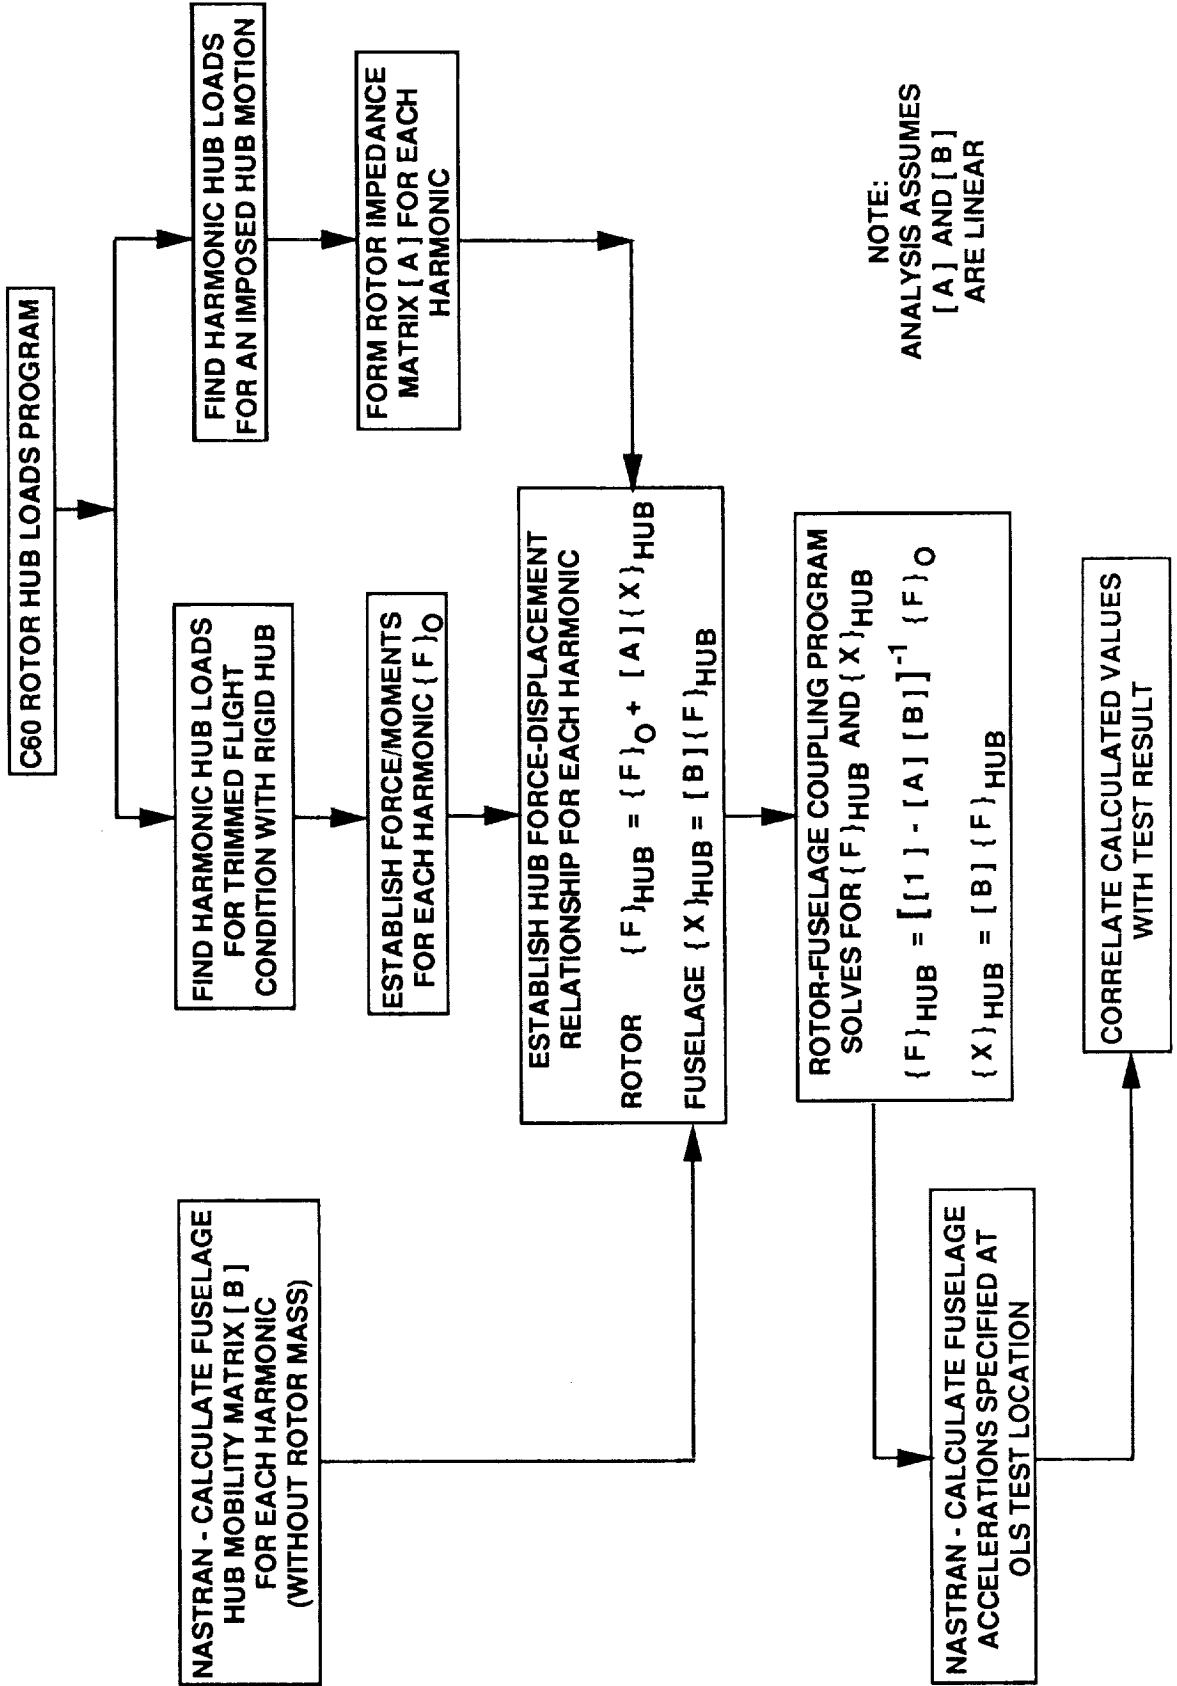 C60 ROTOR HUB LOADS PROGRAM
NASTRAN - CALCULATE FUSELAGE
HUB MOBILITY MATRIX [ B ]
FOR EACH HARMONIC
(WITHOUT ROTOR MASS)
FIND HARMONIC HUB LOADS
FOR TRIMMED FLIGHT
CONDITION WITH RIGID HUB
FIND HARMONIC HUB LOADS
FOR AN IMPOSED HUB MOTION
ESTABLISH FORCE/MOMENTS
FOR EACH HARMONIC { F }O
FORM ROTOR IMPEDANCE
MATRIX [ A ] FOR EACH
HARMONIC
ESTABLISH HUB FORCE-DISPLACEMENT
RELATIONSHIP FOR EACH HARMONIC
ROTOR { F }HUB = { F }O + [ A ] { X }HUB
FUSELAGE { X }HUB = [ B ] { F }HUB
ROTOR-FUSELAGE COUPLING PROGRAM
SOLVES FOR { F }HUB AND { X }HUB
{ F }HUB = [ [ 1 ] - [ A ] [ B ] ]-1 { F }O
{ X }HUB = [ B ] { F }HUB
NOTE:
ANALYSIS ASSUMES
[ A ] AND [ B ]
ARE LINEAR
NASTRAN - CALCULATE FUSELAGE
ACCELERATIONS SPECIFIED AT
OLS TEST LOCATION
CORRELATE CALCULATED VALUES
WITH TEST RESULT